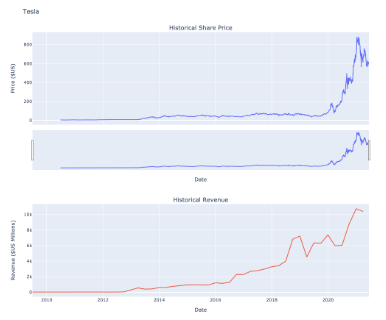 Tesla
Historical Share Price
800
600
400
200
0
Price ($US)
Date
Historical Revenue
10k
8k
6k
4k
2k
0
Revenue ($US Millions)
2010 2012 2014 2016 2018 2020
Date